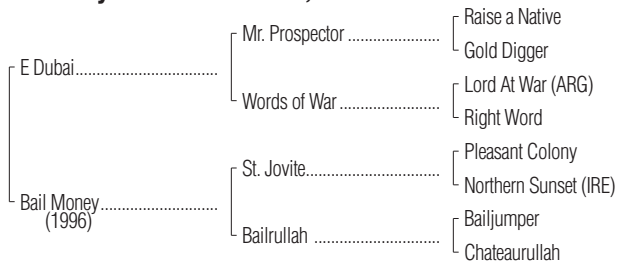 Raise a Native
Mr. Prospector ....................
Gold Digger
E Dubai...............................
Lord At War (ARG)
Words of War ......................
Right Word
Pleasant Colony
St. Jovite.............................
Northern Sunset (IRE)
Bail Money..........................
(1996)
Bailjumper
Bailrullah ...........................
Chateaurullah